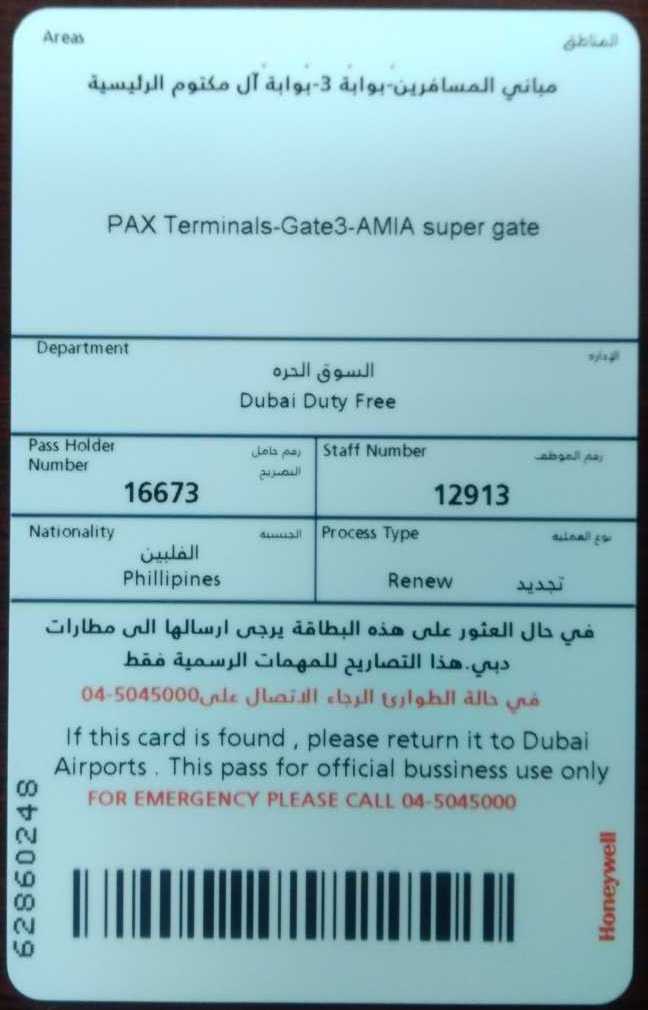 Areas المناطق
مباني المسافرين-بوابة 3-بوابة آل مكتوم الرئيسية
PAX Terminals-Gate3-AMIA super gate
Department الإداره
السوق الحره
Dubai Duty Free
Pass Holder Number رقم حامل التصريح
16673
Staff Number رقم الموظف
12913
Nationality الجنسيه
الفلبين
Phillipines
Process Type نوع العمليه
Renew تجديد
في حال العثور على هذه البطاقة يرجى ارسالها الى مطارات
دبي.هذا التصاريح للمهمات الرسمية فقط
في حالة الطوارئ الرجاء الاتصال على04-5045000
If this card is found , please return it to Dubai
Airports . This pass for official bussiness use only
FOR EMERGENCY PLEASE CALL 04-5045000
62860248
Honeywell